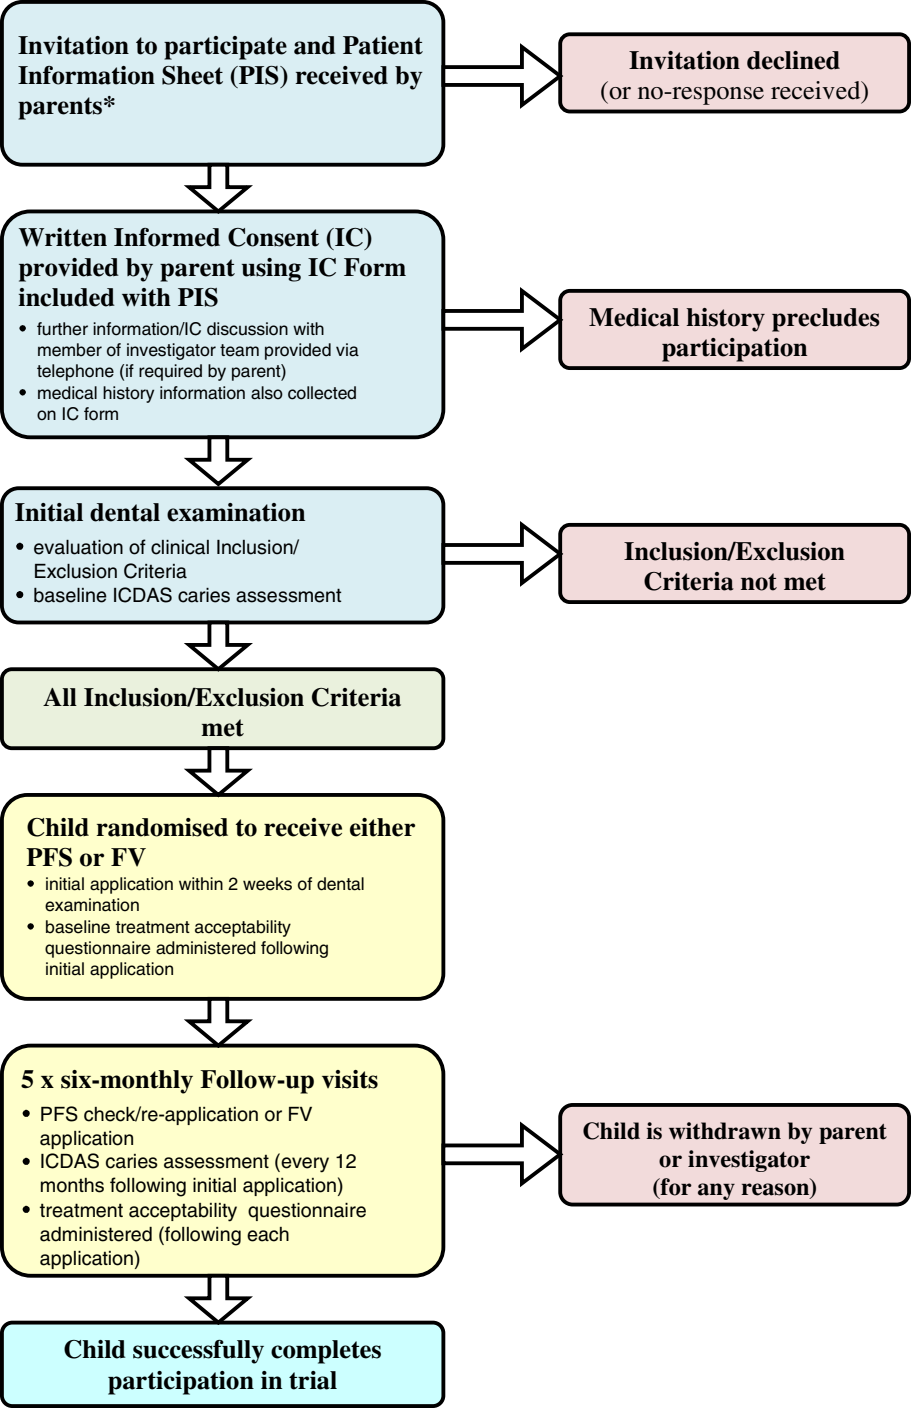 Invitation to participate and Patient
Information Sheet (PIS) received by
parents*
Invitation declined
(or no-response received)
Written Informed Consent (IC)
provided by parent using IC Form
included with PIS
• further information/IC discussion with
member of investigator team provided via
telephone (if required by parent)
• medical history information also collected
on IC form
Medical history precludes
participation
Initial dental examination
• evaluation of clinical Inclusion/
Exclusion Criteria
• baseline ICDAS caries assessment
Inclusion/Exclusion
Criteria not met
All Inclusion/Exclusion Criteria
met
Child randomised to receive either
PFS or FV
• initial application within 2 weeks of dental
examination
• baseline treatment acceptability
questionnaire administered following
initial application
5 x six-monthly Follow-up visits
• PFS check/re-application or FV
application
• ICDAS caries assessment (every 12
months following initial application)
• treatment acceptability questionnaire
administered (following each
application)
Child is withdrawn by parent
or investigator
(for any reason)
Child successfully completes
participation in trial